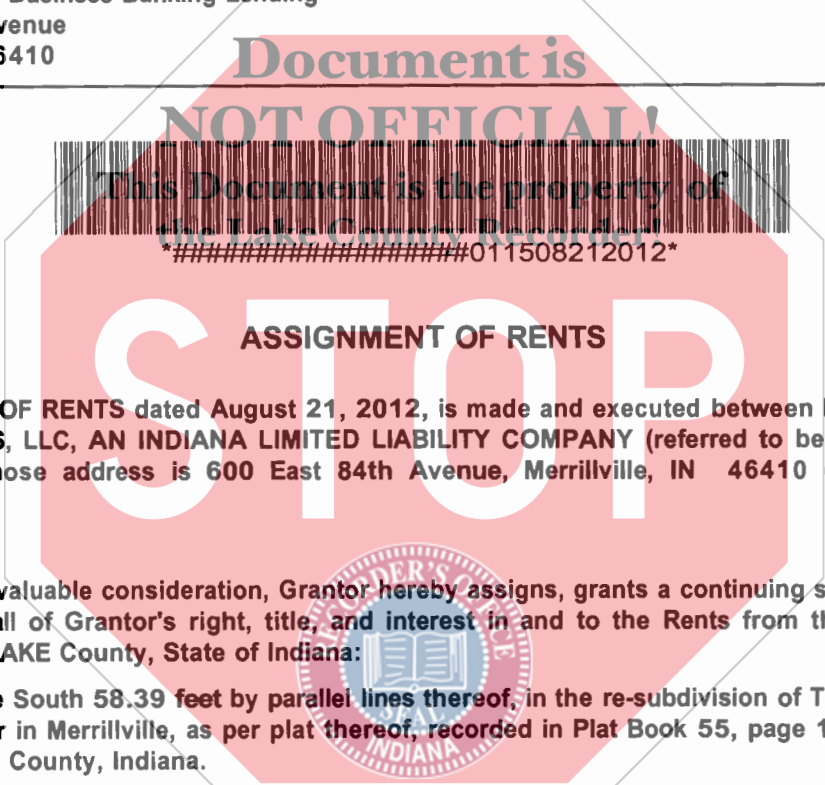 Business Banking Lending
venue
6410
Document is
NOT OFFICIAL!
This Document is the property of
the Lake County Recorder!
*##################011508212012*
STOP
ASSIGNMENT OF RENTS
OF RENTS dated August 21, 2012, is made and executed between
S, LLC, AN INDIANA LIMITED LIABILITY COMPANY (referred to be
ose address is 600 East 84th Avenue, Merrillville, IN 46410
valuable consideration, Grantor hereby assigns, grants a continuing s
ll of Grantor's right, title, and interest in and to the Rents from th
AKE County, State of Indiana:
South 58.39 feet by parallel lines thereof, in the re-subdivision of T
r in Merrillville, as per plat thereof, recorded in Plat Book 55, page 1
County, Indiana.
RECORDER'S OFFICE
SEAL
INDIANA